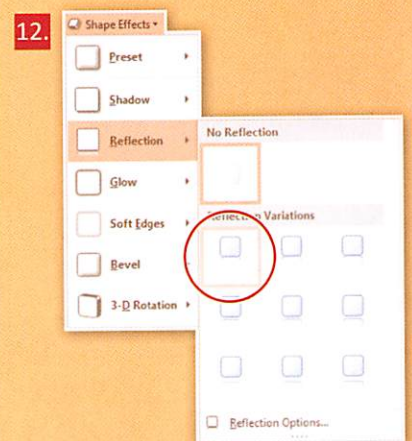 12.
Shape Effects
Preset
Shadow
Reflection
Glow
Soft Edges
Bevel
3-D Rotation
No Reflection
Reflection Variations
Reflection Options...